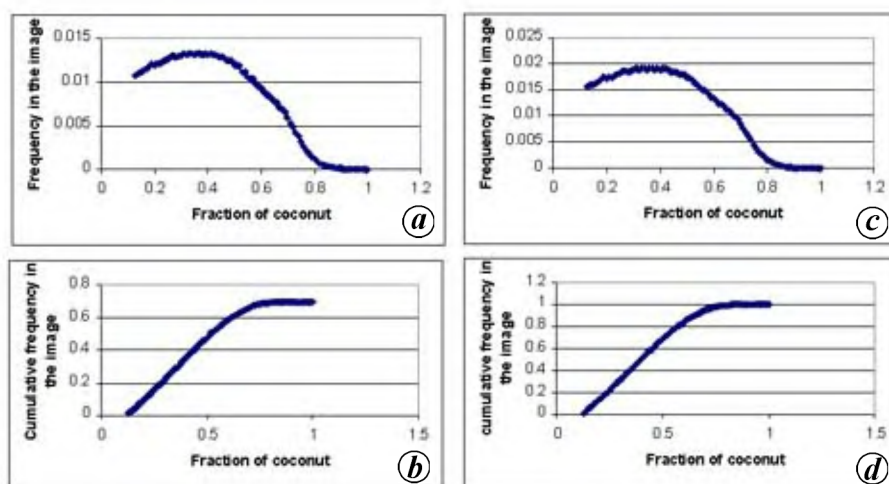 Frequency in the image
0.015
0.01
0.005
0
0 0.2 0.4 0.6 0.8 1 1.2
Fraction of coconut
a
Frequency in the image
0.025
0.02
0.015
0.01
0.005
0
0 0.2 0.4 0.6 0.8 1 1.2
Fraction of coconut
c
Cumulative frequency in
the image
0.8
0.6
0.4
0.2
0
0 0.5 1 1.5
Fraction of coconut
b
cumulative frequency in
the image
1.2
1
0.8
0.6
0.4
0.2
0
0 0.5 1 1.5
Fraction of coconut
d